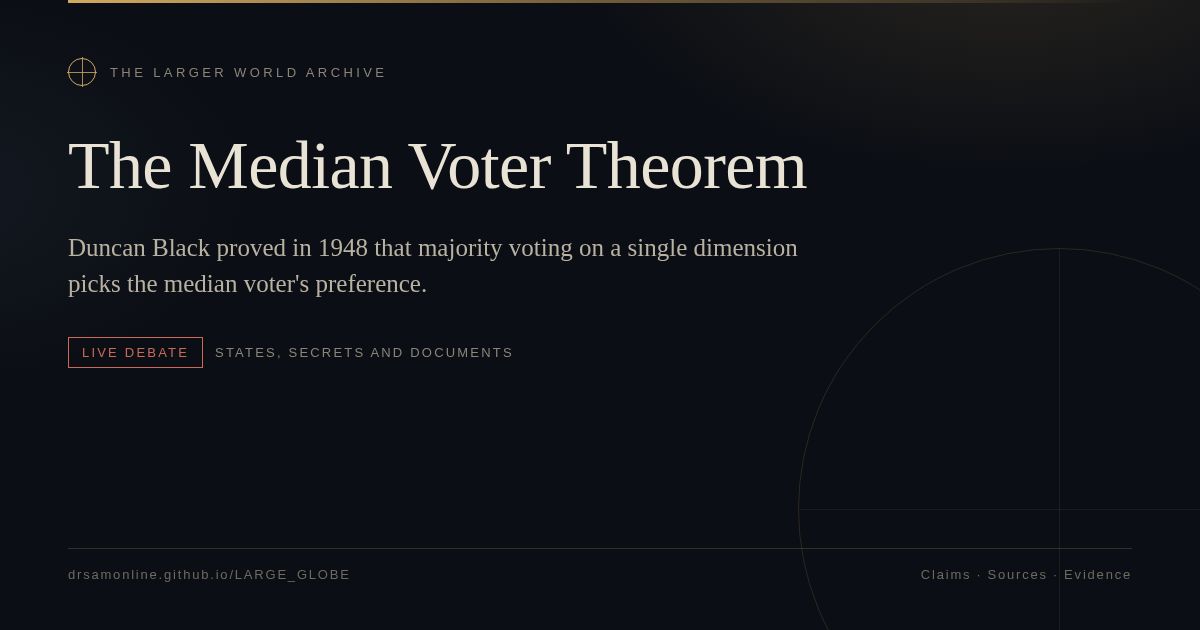 THE LARGER WORLD ARCHIVE
The Median Voter Theorem
Duncan Black proved in 1948 that majority voting on a single dimension
picks the median voter's preference.
LIVE DEBATE STATES, SECRETS AND DOCUMENTS
drsamonline.github.io/LARGE_GLOBE Claims · Sources · Evidence